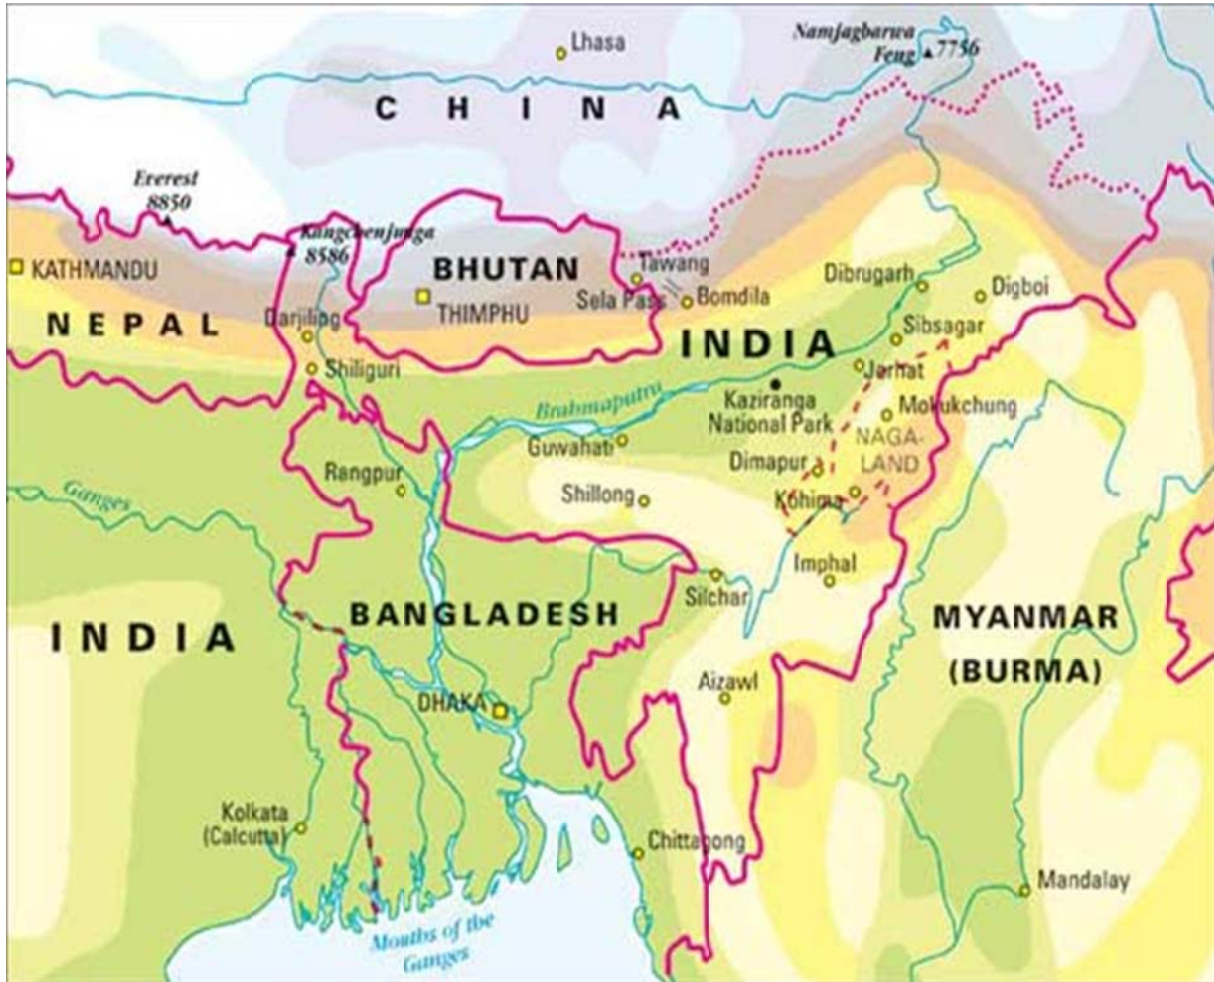 Namjagbarwa
Feng 7756
Lhasa
C H I N A
Everest
8850
Kangchenjunga
8586
KATHMANDU
BHUTAN
THIMPHU
Tawang
Sela Pass
Bomdila
Dibrugarh
Digboi
N E P A L
Darjiling
INDIA
Sibsagar
Shiliguri
Jorhat
Brahmaputra
Kaziranga
National Park
Mokukchung
NAGA-
LAND
Guwahati
Dimapur
Rangpur
Ganges
Shillong
Kohima
Imphal
Silchar
BANGLADESH
INDIA
MYANMAR
(BURMA)
Aizawl
DHAKA
Kolkata
(Calcutta)
Chittagong
Mandalay
Mouths of the
Ganges